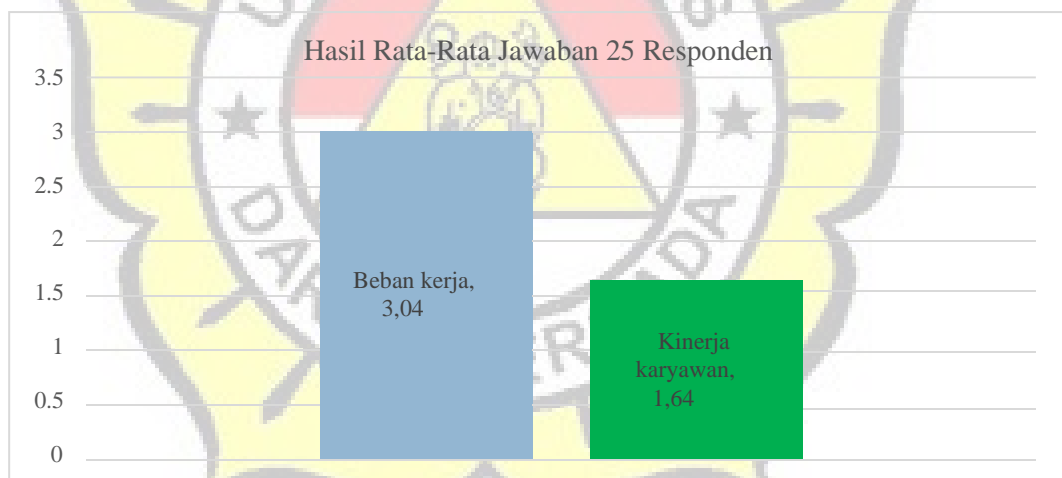 Hasil Rata-Rata Jawaban 25 Responden
3.5
3
2.5
2
1.5
1
0.5
0
Beban kerja,
3,04
Kinerja
karyawan,
1,64